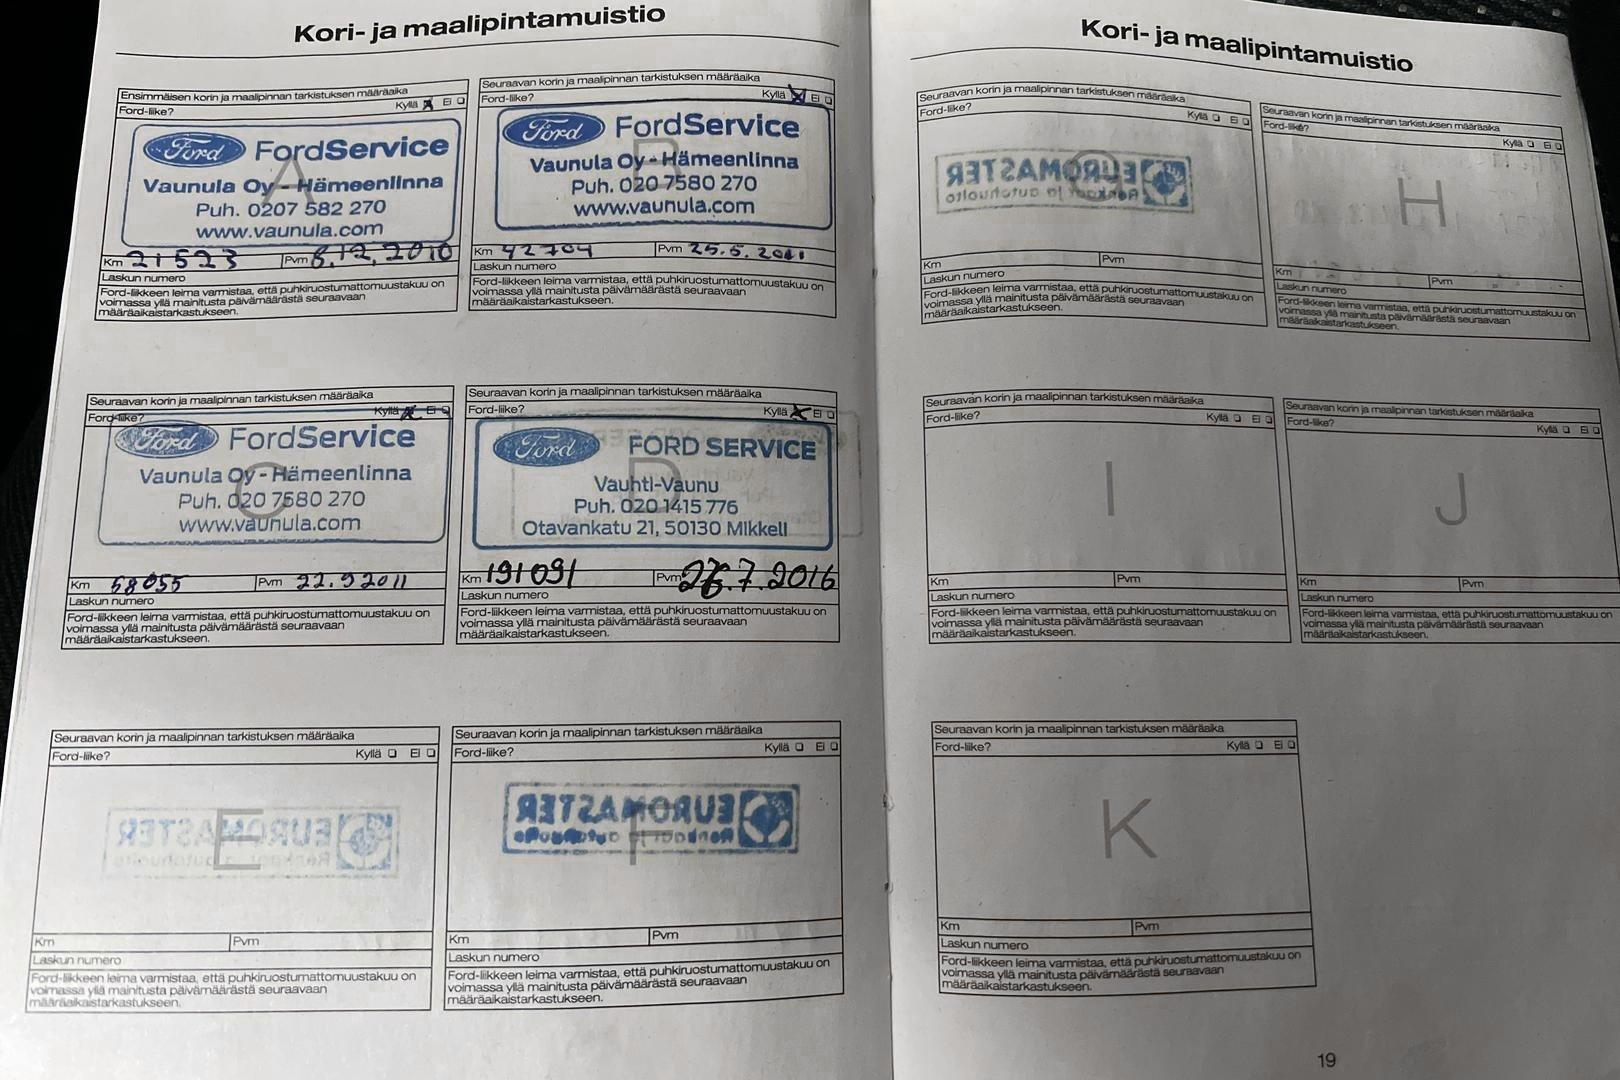 Kori- ja maalipintamuistio
Ensimmäisen korin ja maalipinnan tarkistuksen määräaika
Ford-liike?
Kyllä Ei
Ford FordService
A
Vaunula Oy - Hämeenlinna
Puh. 0207 582 270
www.vaunula.com
Km 21523 Pvm 8.12.2010
Laskun numero
Ford-liikkeen leima varmistaa, että puhkiruostumattomuustakuu on
voimassa yllä mainitusta päivämäärästä seuraavaan
määräaikaistarkastukseen.
Seuraavan korin ja maalipinnan tarkistuksen määräaika
Ford-liike?
Kyllä Ei
Ford FordService
B
Vaunula Oy - Hämeenlinna
Puh. 020 7580 270
www.vaunula.com
Km 42704 Pvm 25.5.2011
Laskun numero
Ford-liikkeen leima varmistaa, että puhkiruostumattomuustakuu on
voimassa yllä mainitusta päivämäärästä seuraavaan
määräaikaistarkastukseen.
Seuraavan korin ja maalipinnan tarkistuksen määräaika
Ford-liike?
Kyllä Ei
Ford FordService
C
Vaunula Oy - Hämeenlinna
Puh. 020 7580 270
www.vaunula.com
Km 58055 Pvm 22.9.2011
Laskun numero
Ford-liikkeen leima varmistaa, että puhkiruostumattomuustakuu on
voimassa yllä mainitusta päivämäärästä seuraavaan
määräaikaistarkastukseen.
Seuraavan korin ja maalipinnan tarkistuksen määräaika
Ford-liike?
Kyllä Ei
Ford FORD SERVICE
D
Vauhti-Vaunu
Puh. 020 1415 776
Otavankatu 21, 50130 Mikkeli
Km 191091 Pvm 26.7.2016
Laskun numero
Ford-liikkeen leima varmistaa, että puhkiruostumattomuustakuu on
voimassa yllä mainitusta päivämäärästä seuraavaan
määräaikaistarkastukseen.
Seuraavan korin ja maalipinnan tarkistuksen määräaika
Ford-liike?
Kyllä Ei
EUROMASTER
Renkaat ja autohuolto
E
Km Pvm
Laskun numero
Ford-liikkeen leima varmistaa, että puhkiruostumattomuustakuu on
voimassa yllä mainitusta päivämäärästä seuraavaan
määräaikaistarkastukseen.
Seuraavan korin ja maalipinnan tarkistuksen määräaika
Ford-liike?
Kyllä Ei
EUROMASTER
Renkaat ja autohuolto
F
Km Pvm
Laskun numero
Ford-liikkeen leima varmistaa, että puhkiruostumattomuustakuu on
voimassa yllä mainitusta päivämäärästä seuraavaan
määräaikaistarkastukseen.
Kori- ja maalipintamuistio
Seuraavan korin ja maalipinnan tarkistuksen määräaika
Ford-liike?
Kyllä Ei
EUROMASTER
Renkaat ja autohuolto
G
Km Pvm
Laskun numero
Ford-liikkeen leima varmistaa, että puhkiruostumattomuustakuu on
voimassa yllä mainitusta päivämäärästä seuraavaan
määräaikaistarkastukseen.
Seuraavan korin ja maalipinnan tarkistuksen määräaika
Ford-liike?
Kyllä Ei
H
Km Pvm
Laskun numero
Ford-liikkeen leima varmistaa, että puhkiruostumattomuustakuu on
voimassa yllä mainitusta päivämäärästä seuraavaan
määräaikaistarkastukseen.
Seuraavan korin ja maalipinnan tarkistuksen määräaika
Ford-liike?
Kyllä Ei
I
Km Pvm
Laskun numero
Ford-liikkeen leima varmistaa, että puhkiruostumattomuustakuu on
voimassa yllä mainitusta päivämäärästä seuraavaan
määräaikaistarkastukseen.
Seuraavan korin ja maalipinnan tarkistuksen määräaika
Ford-liike?
Kyllä Ei
J
Km Pvm
Laskun numero
Ford-liikkeen leima varmistaa, että puhkiruostumattomuustakuu on
voimassa yllä mainitusta päivämäärästä seuraavaan
määräaikaistarkastukseen.
Seuraavan korin ja maalipinnan tarkistuksen määräaika
Ford-liike?
Kyllä Ei
K
Km Pvm
Laskun numero
Ford-liikkeen leima varmistaa, että puhkiruostumattomuustakuu on
voimassa yllä mainitusta päivämäärästä seuraavaan
määräaikaistarkastukseen.
19